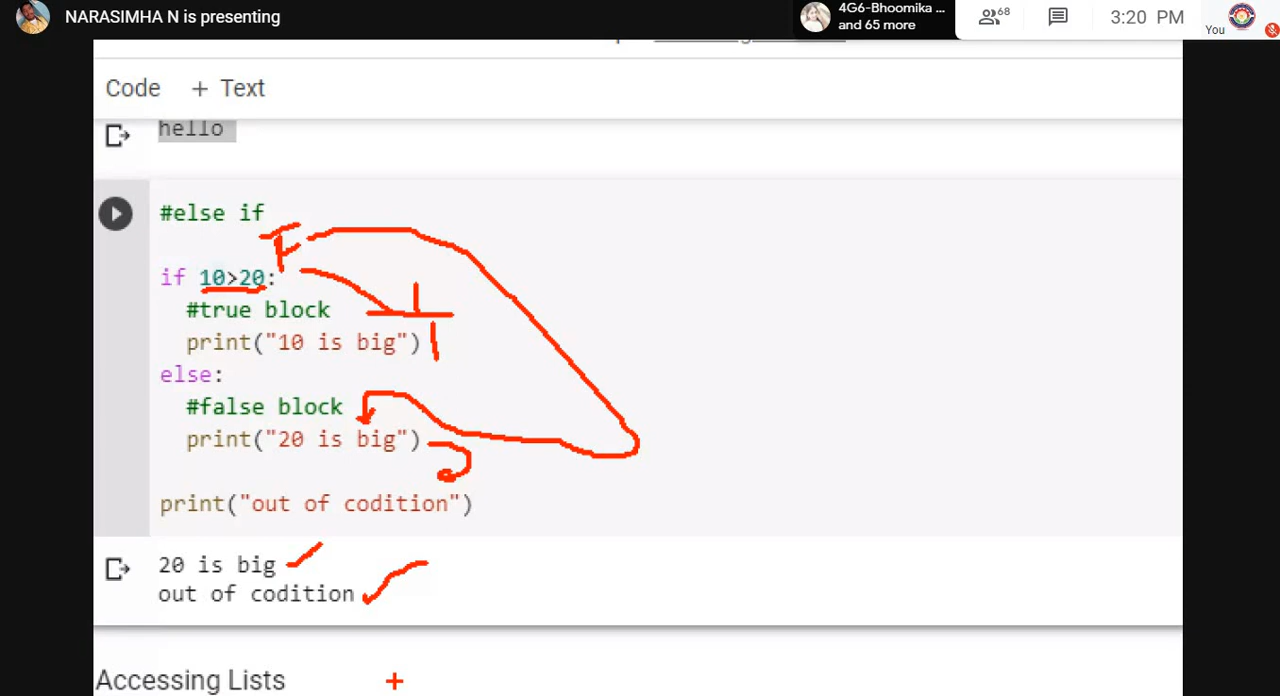 NARASIMHA N is presenting
4G6-Bhoomika ...
and 65 more
68
3:20 PM
You
Code + Text
hello
#else if
F
if 10>20:
#true block
print("10 is big")
else:
#false block
print("20 is big")
print("out of codition")
20 is big
out of codition
Accessing Lists